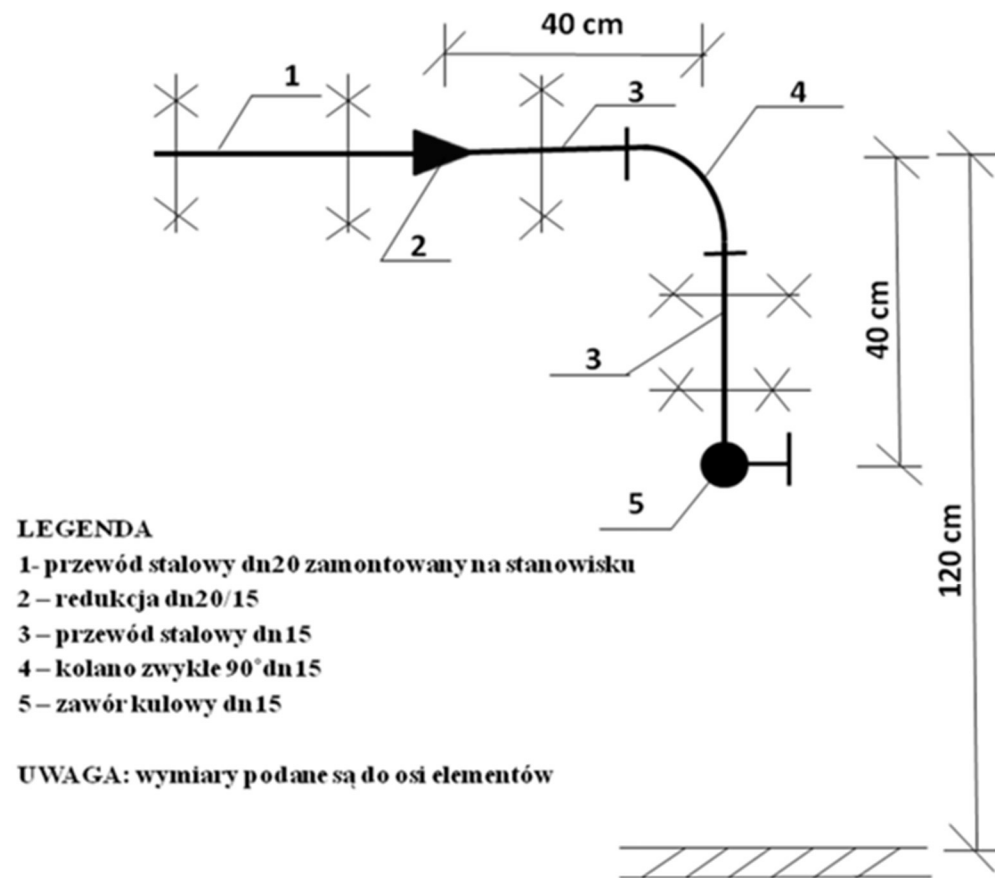 40 cm
1
3
4
2
3
40 cm
5
120 cm
LEGENDA
1- przewód stalowy dn20 zamontowany na stanowisku
2 – redukcja dn20/15
3 – przewód stalowy dn15
4 – kolano zwykle 90°dn15
5 – zawór kulowy dn15
UWAGA: wymiary podane są do osi elementów